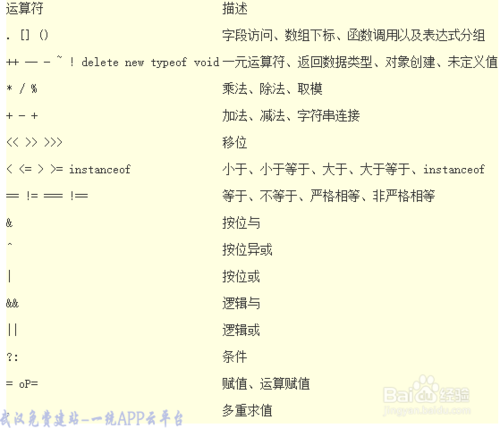 运算符 描述
. [] () 字段访问、数组下标、函数调用以及表达式分组
++ -- - ~ ! delete new typeof void 一元运算符、返回数据类型、对象创建、未定义值
* / % 乘法、除法、取模
+ - + 加法、减法、字符串连接
<< >> >>> 移位
< <= > >= instanceof 小于、小于等于、大于、大于等于、instanceof
== != === !== 等于、不等于、严格相等、非严格相等
& 按位与
^ 按位异或
| 按位或
&& 逻辑与
|| 逻辑或
?: 条件
= oP= 赋值、运算赋值
多重求值
武汉免费建站-一统APP云平台
Baidu 经验
jingyan.baidu.com